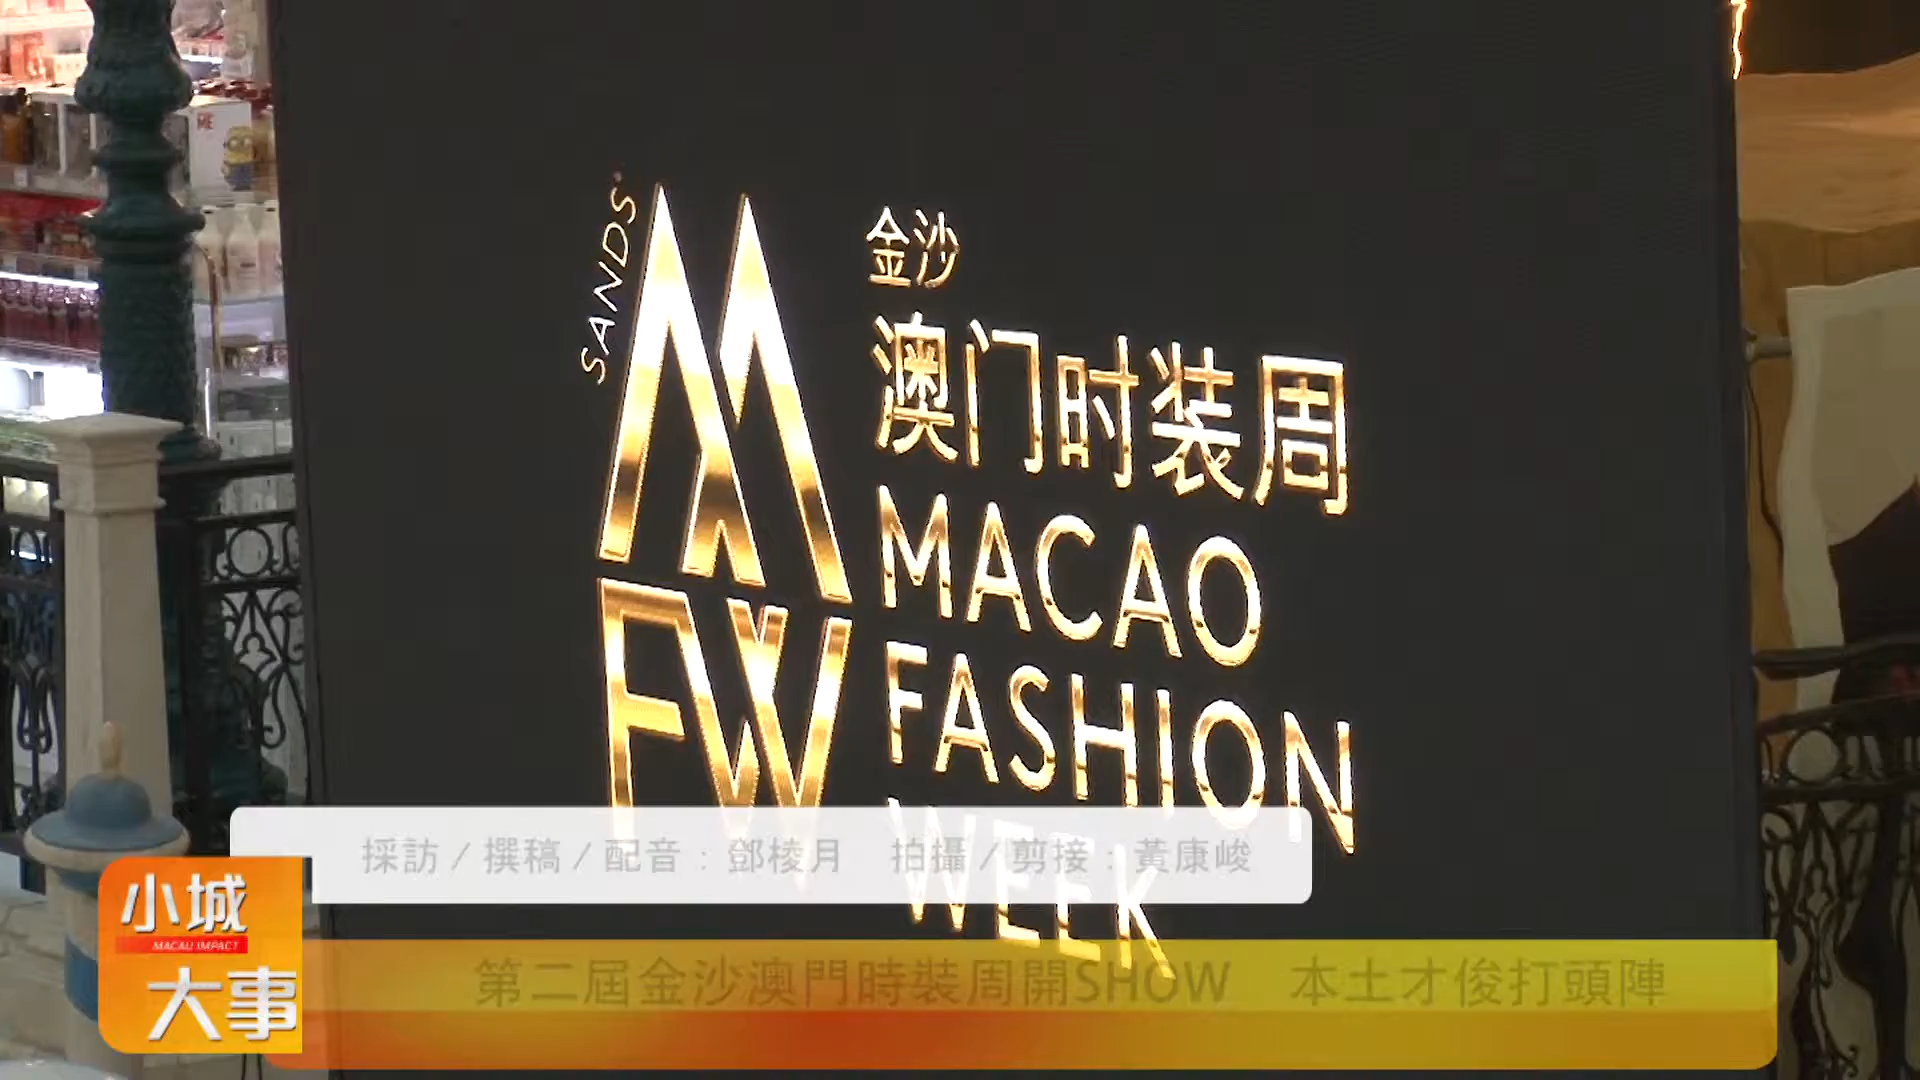 ME
SANDS
金沙
澳门时装周
MACAO
FASHION
WEEK
MFW
採訪/撰稿/配音:鄧棱月 拍攝/剪接:黃康峻
小城
MACAU IMPACT
大事
第二屆金沙澳門時裝周開SHOW 本土才俊打頭陣